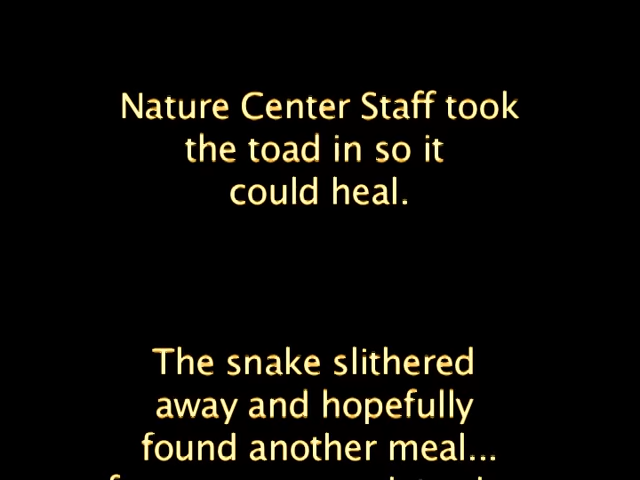 Nature Center Staff took
the toad in so it
could heal.
The snake slithered
away and hopefully
found another meal...